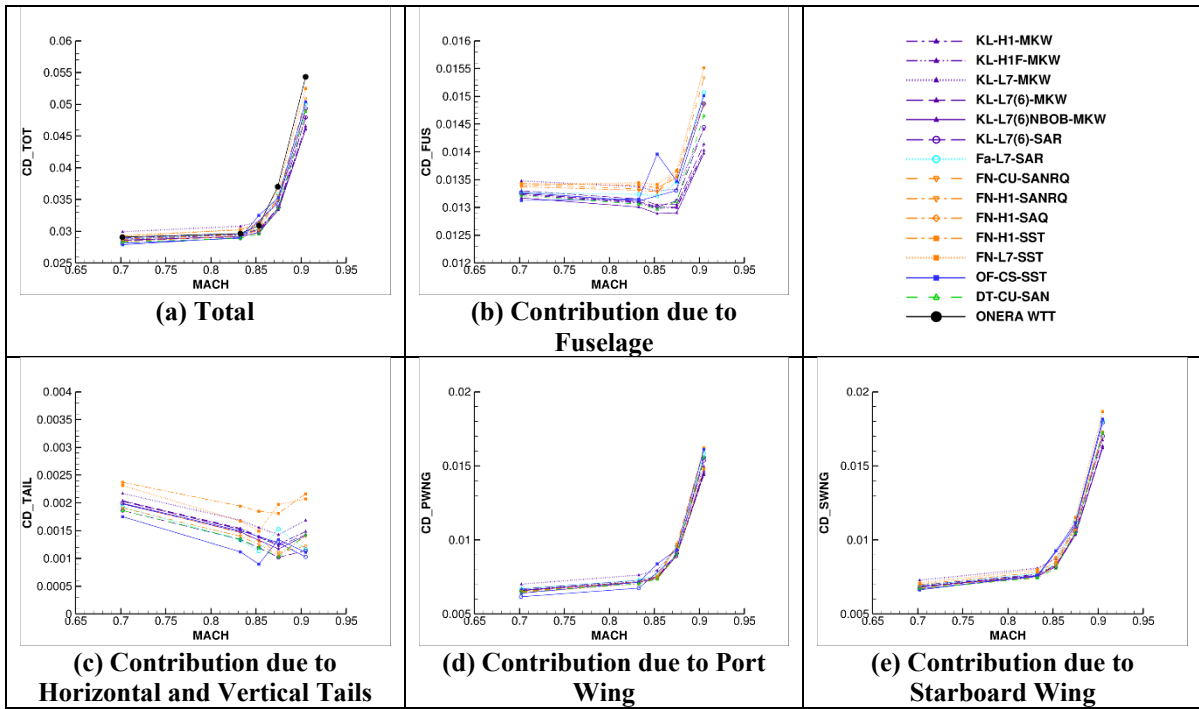 0.06
0.055
0.05
0.045
0.04
0.035
0.03
0.025
CD_TOT
0.65
0.7
0.75
0.8
0.85
0.9
0.95
MACH
(a) Total
0.016
0.0155
0.015
0.0145
0.014
0.0135
0.013
0.0125
0.012
CD_FUS
0.65
0.7
0.75
0.8
0.85
0.9
0.95
MACH
(b) Contribution due to
Fuselage
KL-H1-MKW
KL-H1F-MKW
KL-L7-MKW
KL-L7(6)-MKW
KL-L7(6)NBOB-MKW
KL-L7(6)-SAR
Fa-L7-SAR
FN-CU-SANRQ
FN-H1-SANRQ
FN-H1-SAQ
FN-H1-SST
FN-L7-SST
OF-CS-SST
DT-CU-SAN
ONERA WTT
0.004
0.0035
0.003
0.0025
0.002
0.0015
0.001
0.0005
0
CD_TAIL
0.65
0.7
0.75
0.8
0.85
0.9
0.95
MACH
(c) Contribution due to
Horizontal and Vertical Tails
0.02
0.015
0.01
0.005
CD_PWNG
0.65
0.7
0.75
0.8
0.85
0.9
0.95
MACH
(d) Contribution due to Port
Wing
0.02
0.015
0.01
0.005
CD_SWNG
0.65
0.7
0.75
0.8
0.85
0.9
0.95
MACH
(e) Contribution due to
Starboard Wing